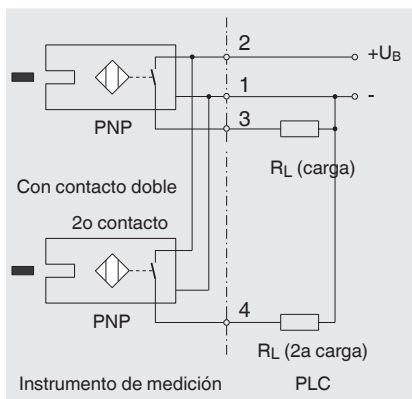 2
+UB
1
-
PNP
3
RL (carga)
Con contacto doble
2o contacto
PNP
4
RL (2a carga)
Instrumento de medición
PLC